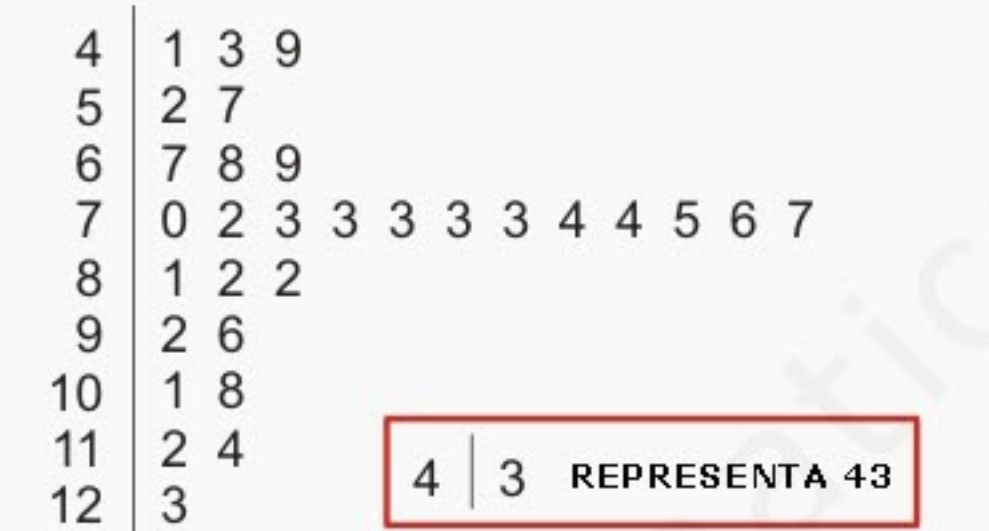 4 | 1 3 9
5 | 2 7
6 | 7 8 9
7 | 0 2 3 3 3 3 3 4 4 5 6 7
8 | 1 2 2
9 | 2 6
10 | 1 8
11 | 2 4
12 | 3
4 | 3 REPRESENTA 43